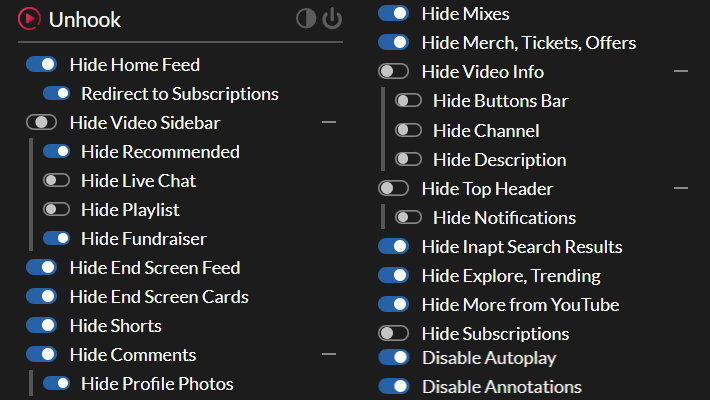 Unhook
Hide Home Feed
Redirect to Subscriptions
Hide Video Sidebar
Hide Recommended
Hide Live Chat
Hide Playlist
Hide Fundraiser
Hide End Screen Feed
Hide End Screen Cards
Hide Shorts
Hide Comments
Hide Profile Photos
Hide Mixes
Hide Merch, Tickets, Offers
Hide Video Info
Hide Buttons Bar
Hide Channel
Hide Description
Hide Top Header
Hide Notifications
Hide Inapt Search Results
Hide Explore, Trending
Hide More from YouTube
Hide Subscriptions
Disable Autoplay
Disable Annotations